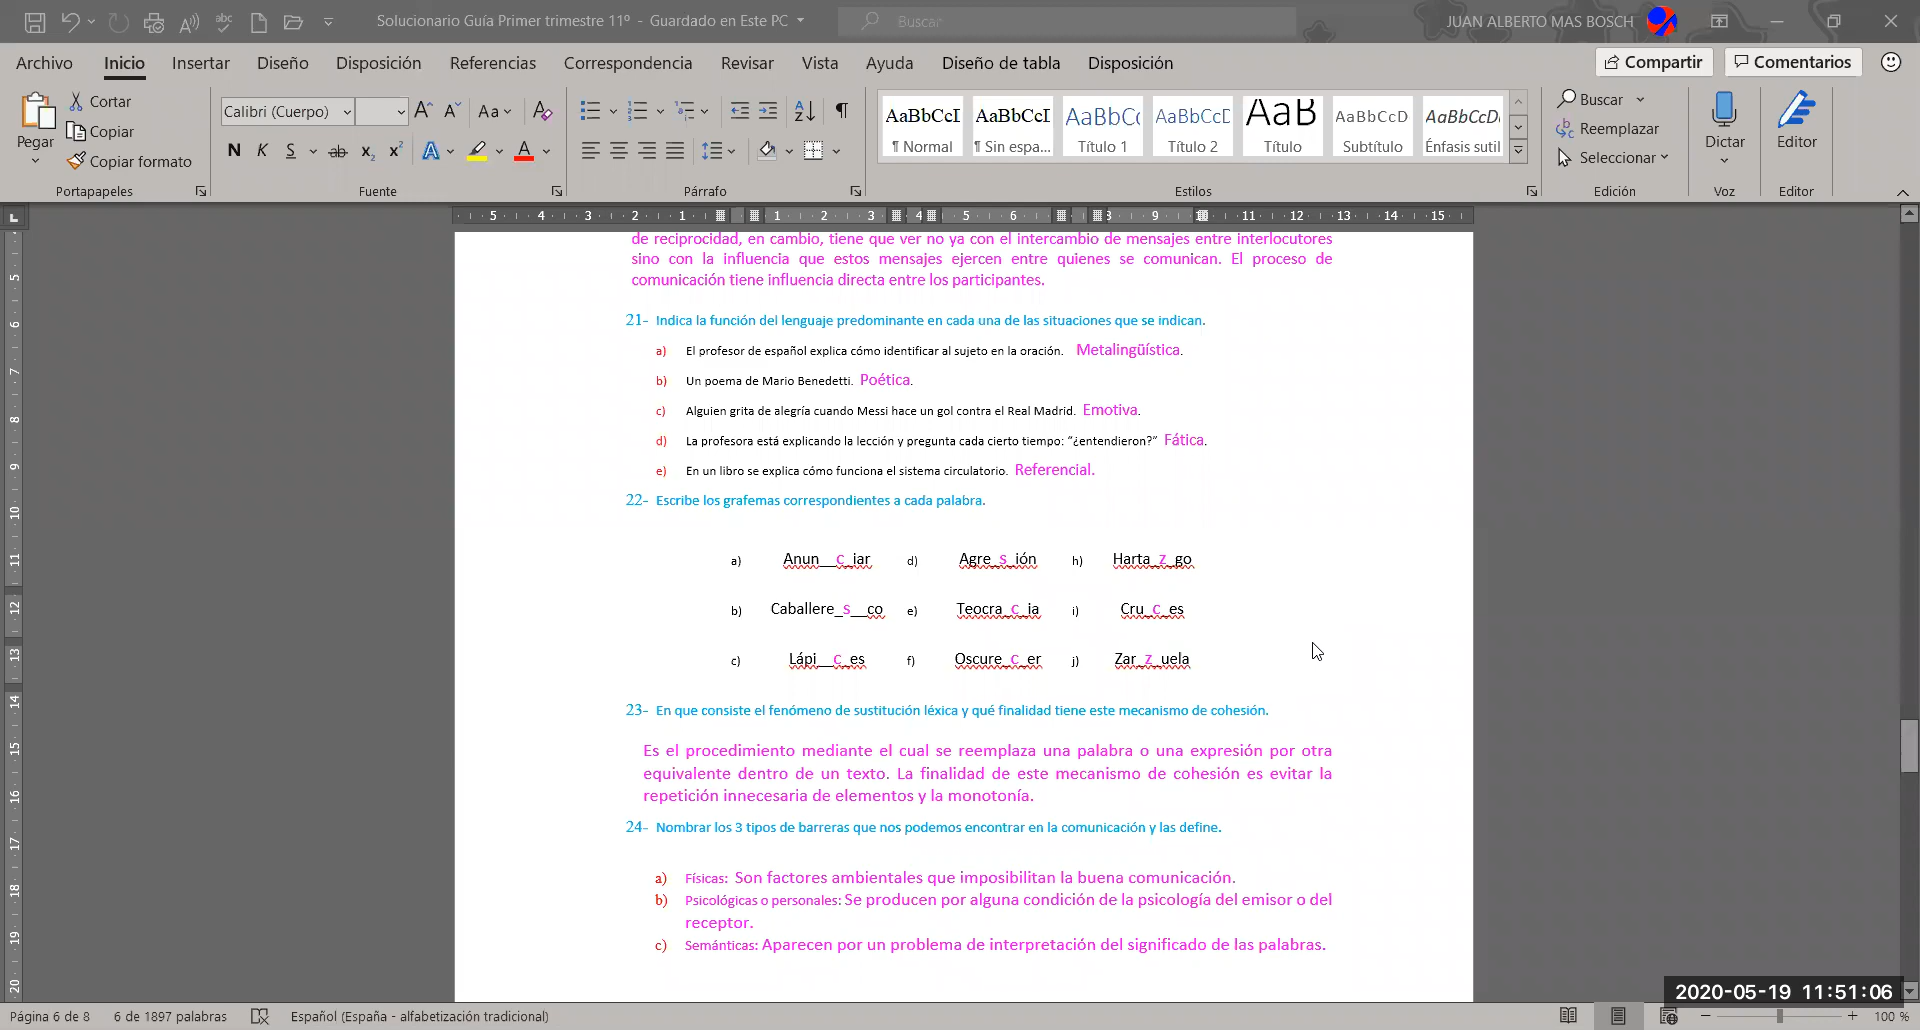 Solucionario Guía Primer trimestre 11º - Guardado en Este PC
Buscar
JUAN ALBERTO MAS BOSCH
Archivo Inicio Insertar Diseño Disposición Referencias Correspondencia Revisar Vista Ayuda Diseño de tabla Disposición
Compartir Comentarios
Pegar
Cortar
Copiar
Copiar formato
Portapapeles
Calibri (Cuerpo)
Fuente
Párrafo
AaBbCcI AaBbCcI AaBbCc AaBbCcC AaB AaBbCcD AaBbCcDc
¶ Normal ¶ Sin espa... Título 1 Título 2 Título Subtítulo Énfasis sutil
Estilos
Buscar
Reemplazar
Seleccionar
Edición
Dictar
Voz
Editor
Editor
de reciprocidad, en cambio, tiene que ver no ya con el intercambio de mensajes entre interlocutores
sino con la influencia que estos mensajes ejercen entre quienes se comunican. El proceso de
comunicación tiene influencia directa entre los participantes.
21- Indica la función del lenguaje predominante en cada una de las situaciones que se indican.
a) El profesor de español explica cómo identificar al sujeto en la oración. Metalingüística.
b) Un poema de Mario Benedetti. Poética.
c) Alguien grita de alegría cuando Messi hace un gol contra el Real Madrid. Emotiva.
d) La profesora está explicando la lección y pregunta cada cierto tiempo: “¿entendieron?” Fática.
e) En un libro se explica cómo funciona el sistema circulatorio. Referencial.
22- Escribe los grafemas correspondientes a cada palabra.
a) Anun__c_iar d) Agre_s_ión h) Harta_z_go
b) Caballere_s__co e) Teocra_c_ia i) Cru_c_es
c) Lápi__c_es f) Oscure_c_er j) Zar_z_uela
23- En que consiste el fenómeno de sustitución léxica y qué finalidad tiene este mecanismo de cohesión.
Es el procedimiento mediante el cual se reemplaza una palabra o una expresión por otra
equivalente dentro de un texto. La finalidad de este mecanismo de cohesión es evitar la
repetición innecesaria de elementos y la monotonía.
24- Nombrar los 3 tipos de barreras que nos podemos encontrar en la comunicación y las define.
a) Físicas: Son factores ambientales que imposibilitan la buena comunicación.
b) Psicológicas o personales: Se producen por alguna condición de la psicología del emisor o del
receptor.
c) Semánticas: Aparecen por un problema de interpretación del significado de las palabras.
2020-05-19 11:51:06
Página 6 de 8 6 de 1897 palabras Español (España - alfabetización tradicional) 100 %